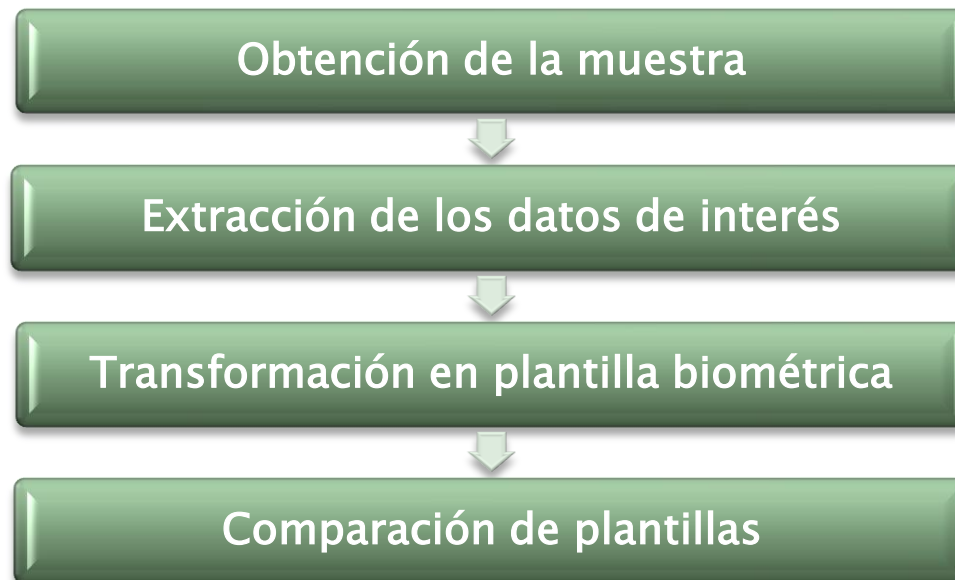 Obtención de la muestra
Extracción de los datos de interés
Transformación en plantilla biométrica
Comparación de plantillas